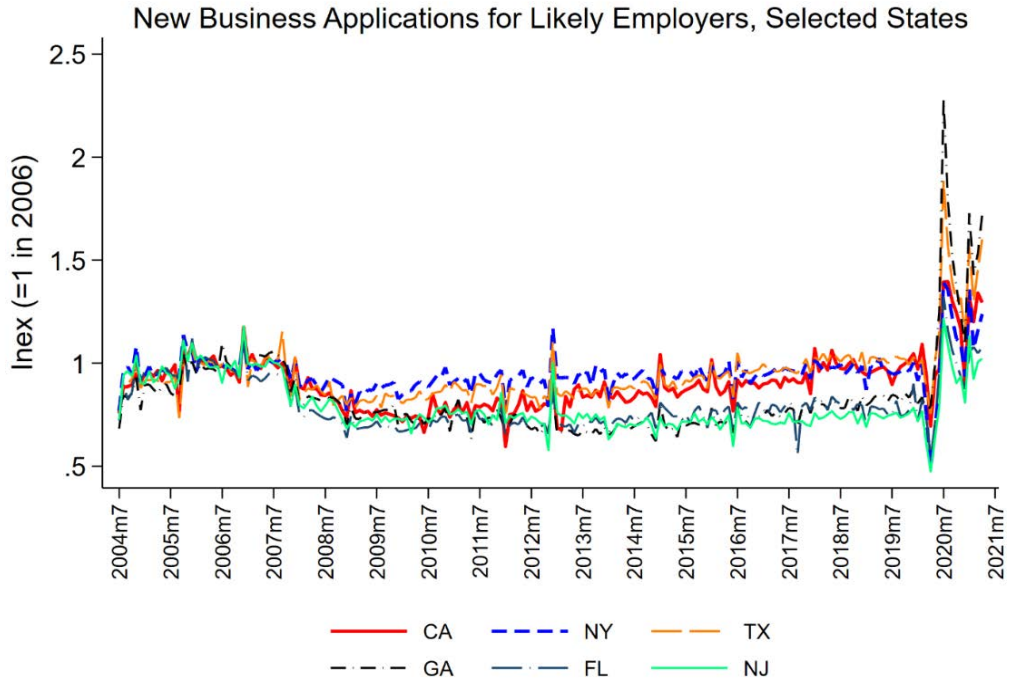 New Business Applications for Likely Employers, Selected States
Inex (=1 in 2006)
2.5
2
1.5
1
.5
2004m7
2005m7
2006m7
2007m7
2008m7
2009m7
2010m7
2011m7
2012m7
2013m7
2014m7
2015m7
2016m7
2017m7
2018m7
2019m7
2020m7
2021m7
CA NY TX
GA FL NJ